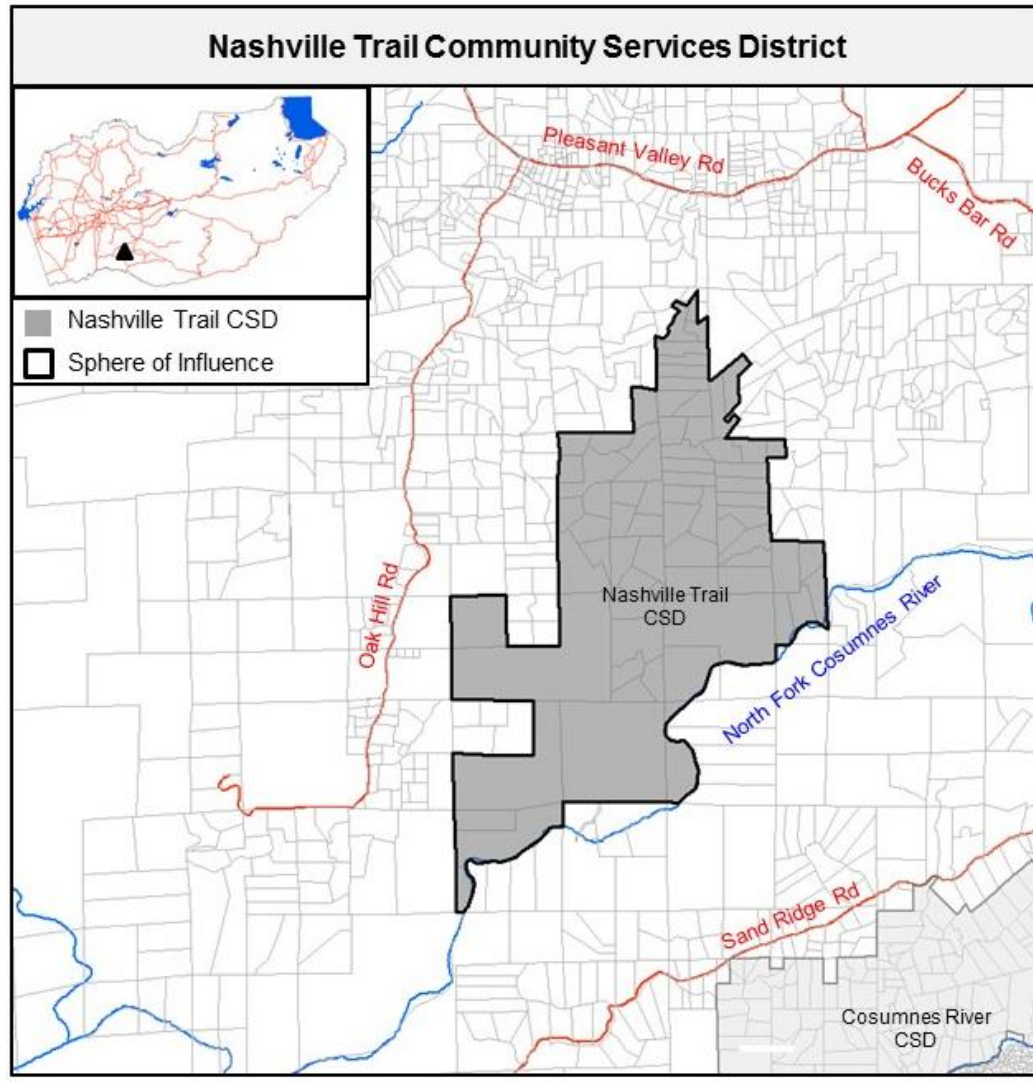 Nashville Trail Community Services District
Pleasant Valley Rd
Bucks Bar Rd
Nashville Trail CSD
Sphere of Influence
Oak Hill Rd
Nashville Trail
CSD
North Fork Cosumnes River
Sand Ridge Rd
Cosumnes River
CSD